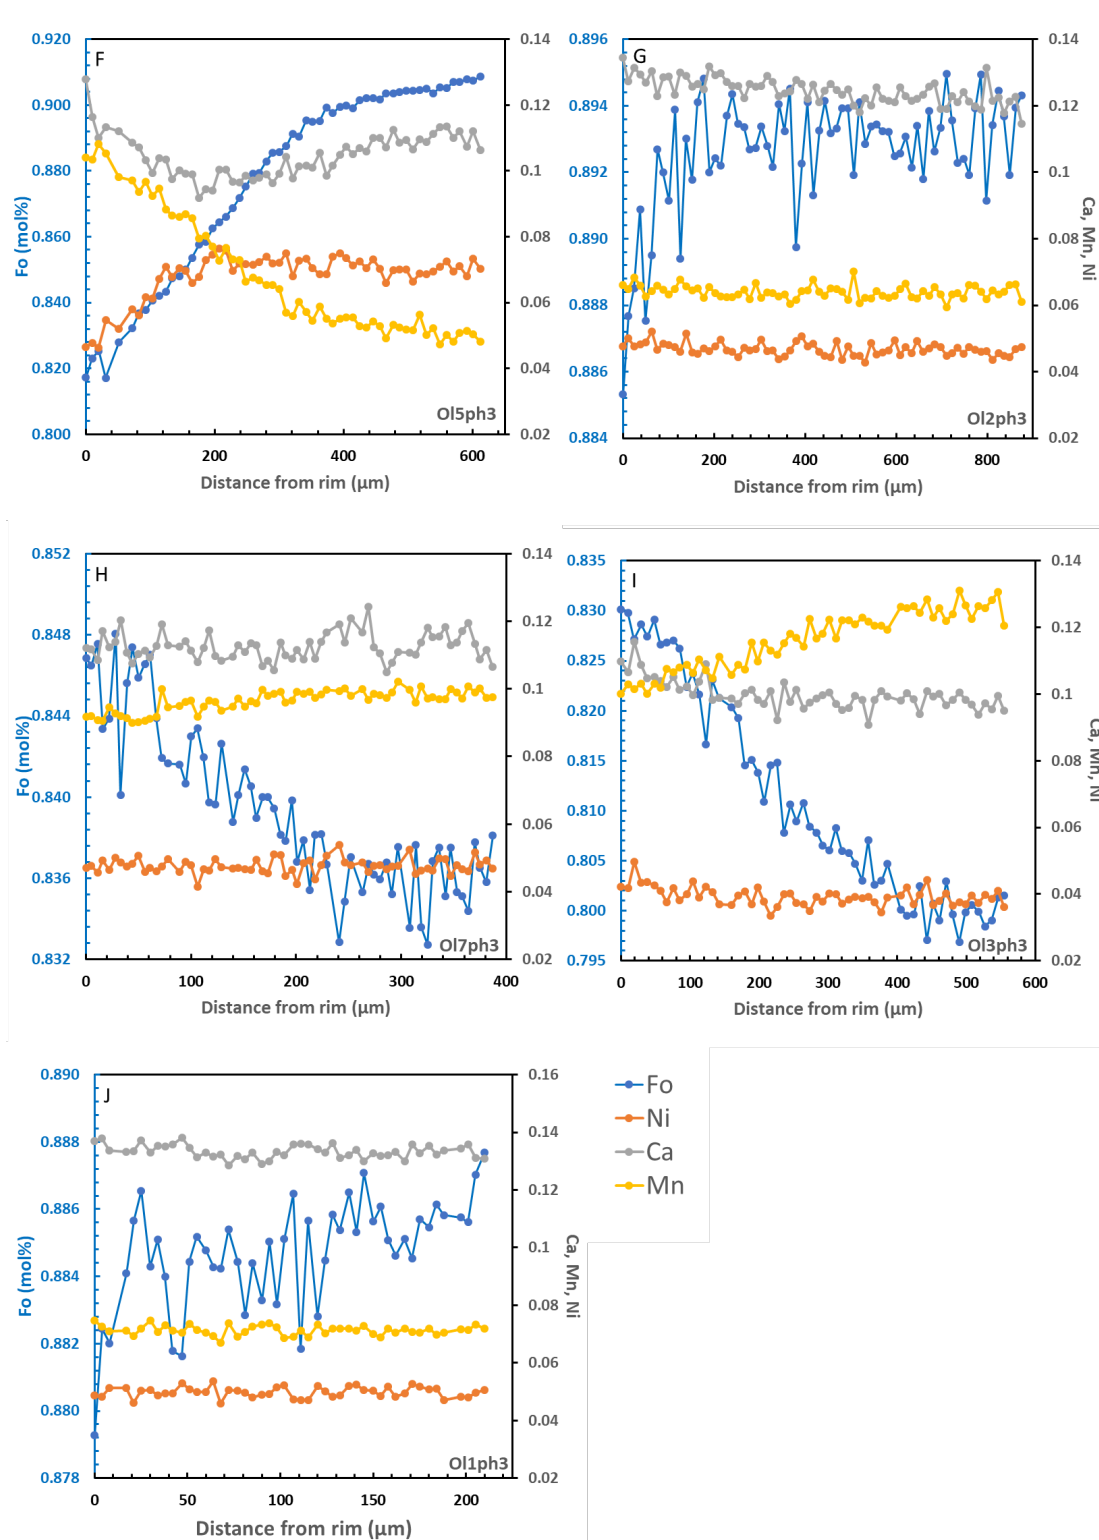 F
0.920
0.900
0.880
0.860
0.840
0.820
0.800
Fo (mol%)
0.14
0.12
0.1
0.08
0.06
0.04
0.02
Ol5ph3
0 200 400 600
Distance from rim (µm)
G
0.896
0.894
0.892
0.890
0.888
0.886
0.884
0.14
0.12
0.1
0.08
0.06
0.04
0.02
Ca, Mn, Ni
Ol2ph3
0 200 400 600 800
Distance from rim (µm)
H
0.852
0.848
0.844
0.840
0.836
0.832
Fo (mol%)
0.14
0.12
0.1
0.08
0.06
0.04
0.02
Ol7ph3
0 100 200 300 400
Distance from rim (µm)
I
0.835
0.830
0.825
0.820
0.815
0.810
0.805
0.800
0.795
0.14
0.12
0.1
0.08
0.06
0.04
0.02
Ca, Mn, Ni
Ol3ph3
0 100 200 300 400 500 600
Distance from rim (µm)
J
0.890
0.888
0.886
0.884
0.882
0.880
0.878
Fo (mol%)
0.16
0.14
0.12
0.1
0.08
0.06
0.04
0.02
Ca, Mn, Ni
Ol1ph3
0 50 100 150 200
Distance from rim (µm)
Fo
Ni
Ca
Mn